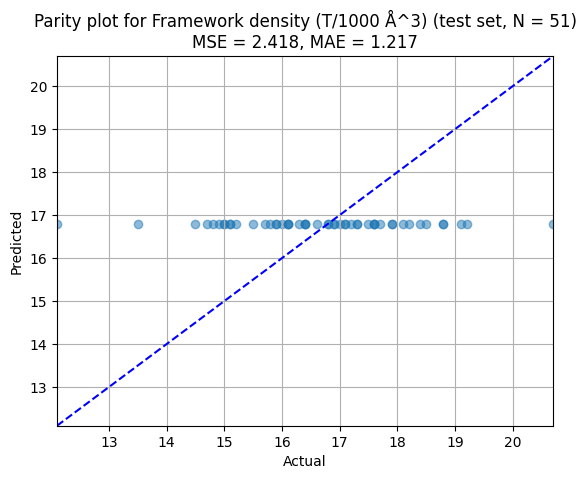 Parity plot for Framework density (T/1000 Å^3) (test set, N = 51)
MSE = 2.418, MAE = 1.217
20
19
18
17
16
15
14
13
Predicted
13 14 15 16 17 18 19 20
Actual